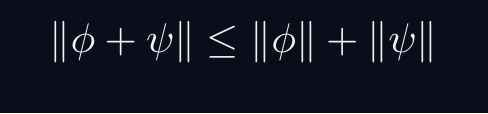 ‖ϕ + ψ‖ ≤ ‖ϕ‖ + ‖ψ‖